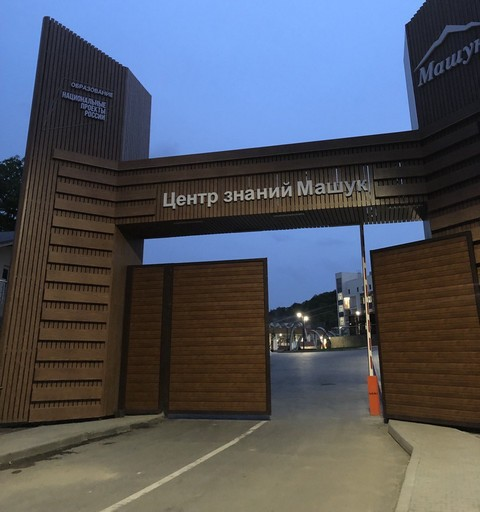 ОБРАЗОВАНИЕ
НАЦИОНАЛЬНЫЕ
ПРОЕКТЫ
РОССИИ
Машук
Центр знаний Машук